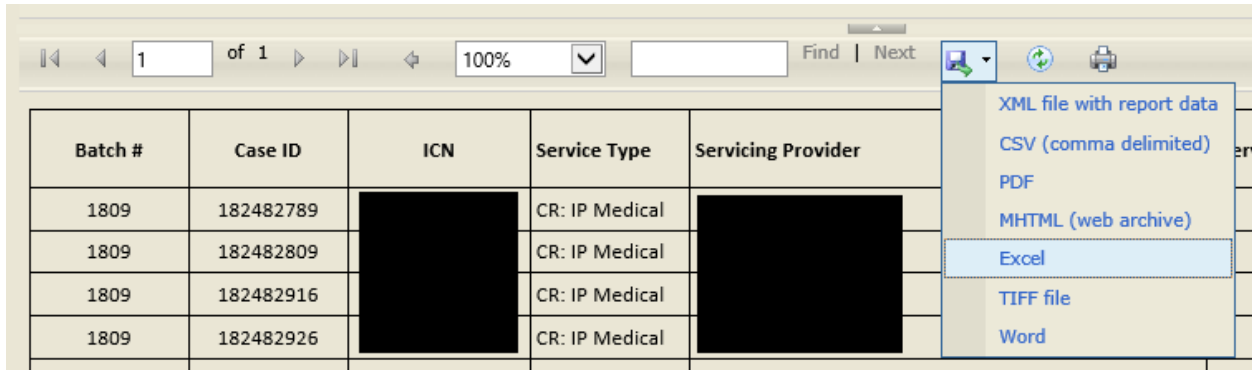 1 of 1 100% Find | Next
XML file with report data
CSV (comma delimited)
PDF
MHTML (web archive)
Excel
TIFF file
Word
Batch # Case ID ICN Service Type Servicing Provider
1809 182482789 CR: IP Medical
1809 182482809 CR: IP Medical
1809 182482916 CR: IP Medical
1809 182482926 CR: IP Medical